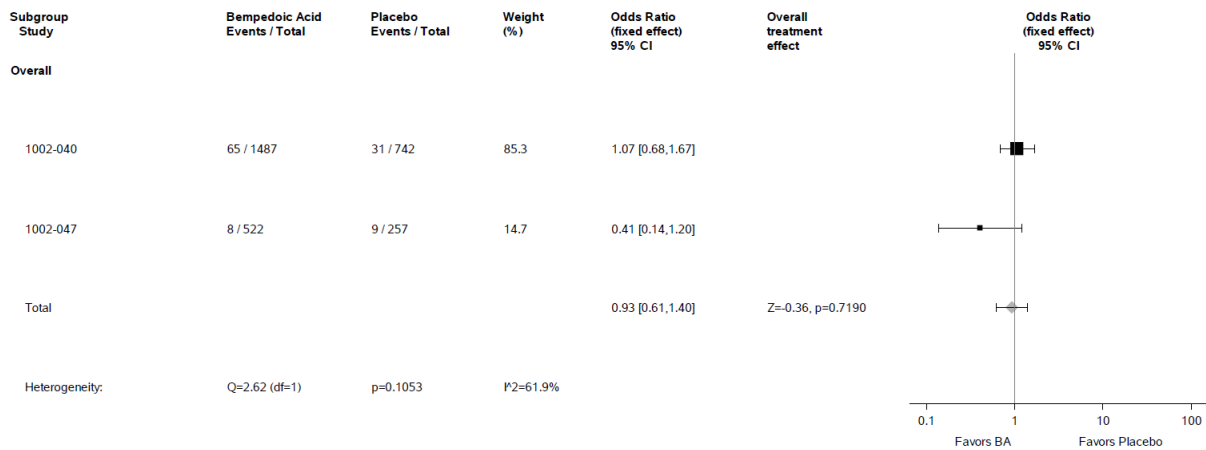 Subgroup Bempedoic Acid Placebo Weight Odds Ratio Overall Odds Ratio
Study Events / Total Events / Total (%) (fixed effect) treatment (fixed effect)
95% CI effect 95% CI
Overall
1002-040 65 / 1487 31 / 742 85.3 1.07 [0.68,1.67]
1002-047 8 / 522 9 / 257 14.7 0.41 [0.14,1.20]
Total 0.93 [0.61,1.40] Z=-0.36, p=0.7190
Heterogeneity: Q=2.62 (df=1) p=0.1053 I^2=61.9%
0.1 1 10 100
Favors BA Favors Placebo